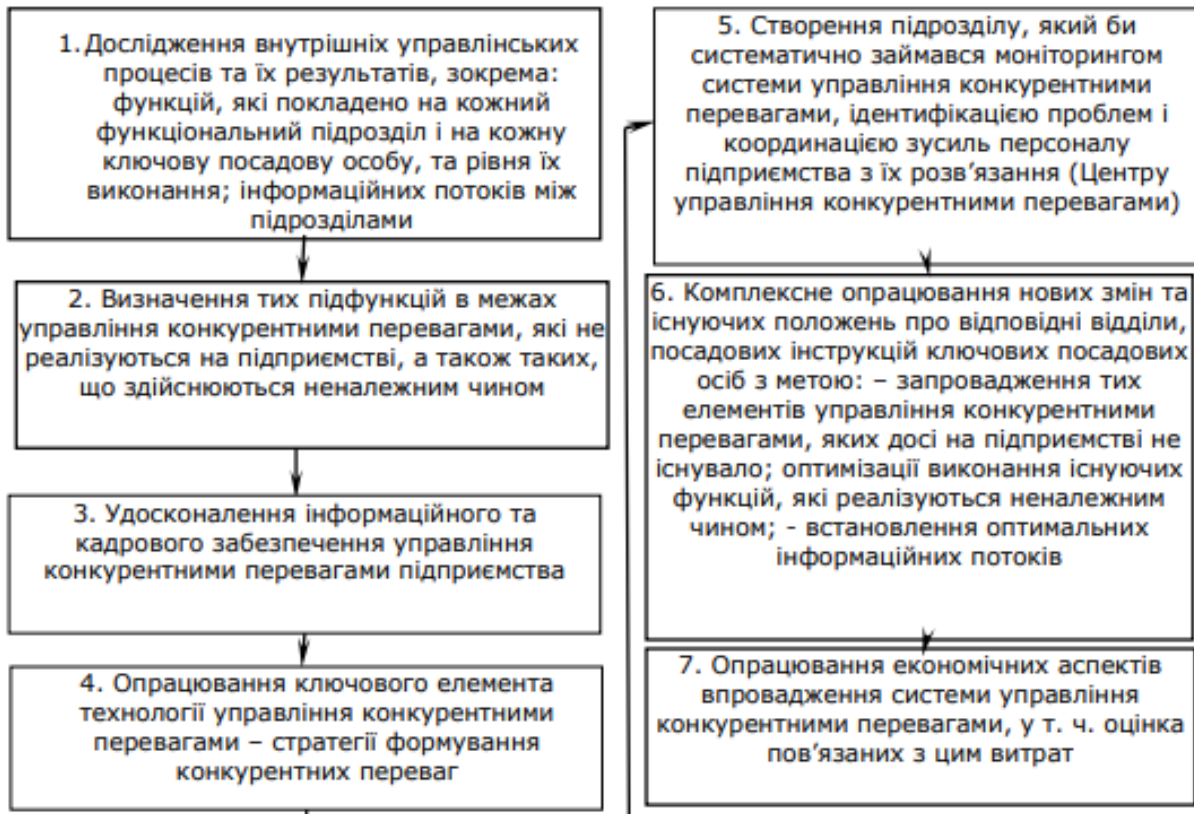 1. Дослідження внутрішніх управлінських
процесів та їх результатів, зокрема:
функцій, які покладено на кожний
функціональний підрозділ і на кожну
ключову посадову особу, та рівня їх
виконання; інформаційних потоків між
підрозділами
2. Визначення тих підфункцій в межах
управління конкурентними перевагами, які не
реалізуються на підприємстві, а також таких,
що здійснюються неналежним чином
3. Удосконалення інформаційного та
кадрового забезпечення управління
конкурентними перевагами підприємства
4. Опрацювання ключового елемента
технології управління конкурентними
перевагами – стратегії формування
конкурентних переваг
5. Створення підрозділу, який би
систематично займався моніторингом
системи управління конкурентними
перевагами, ідентифікацією проблем і
координацією зусиль персоналу
підприємства з їх розв’язання (Центру
управління конкурентними перевагами)
6. Комплексне опрацювання нових змін та
існуючих положень про відповідні відділи,
посадових інструкцій ключових посадових
осіб з метою: – запровадження тих
елементів управління конкурентними
перевагами, яких досі на підприємстві не
існувало; оптимізації виконання існуючих
функцій, які реалізуються неналежним
чином; - встановлення оптимальних
інформаційних потоків
7. Опрацювання економічних аспектів
впровадження системи управління
конкурентними перевагами, у т. ч. оцінка
пов’язаних з цим витрат